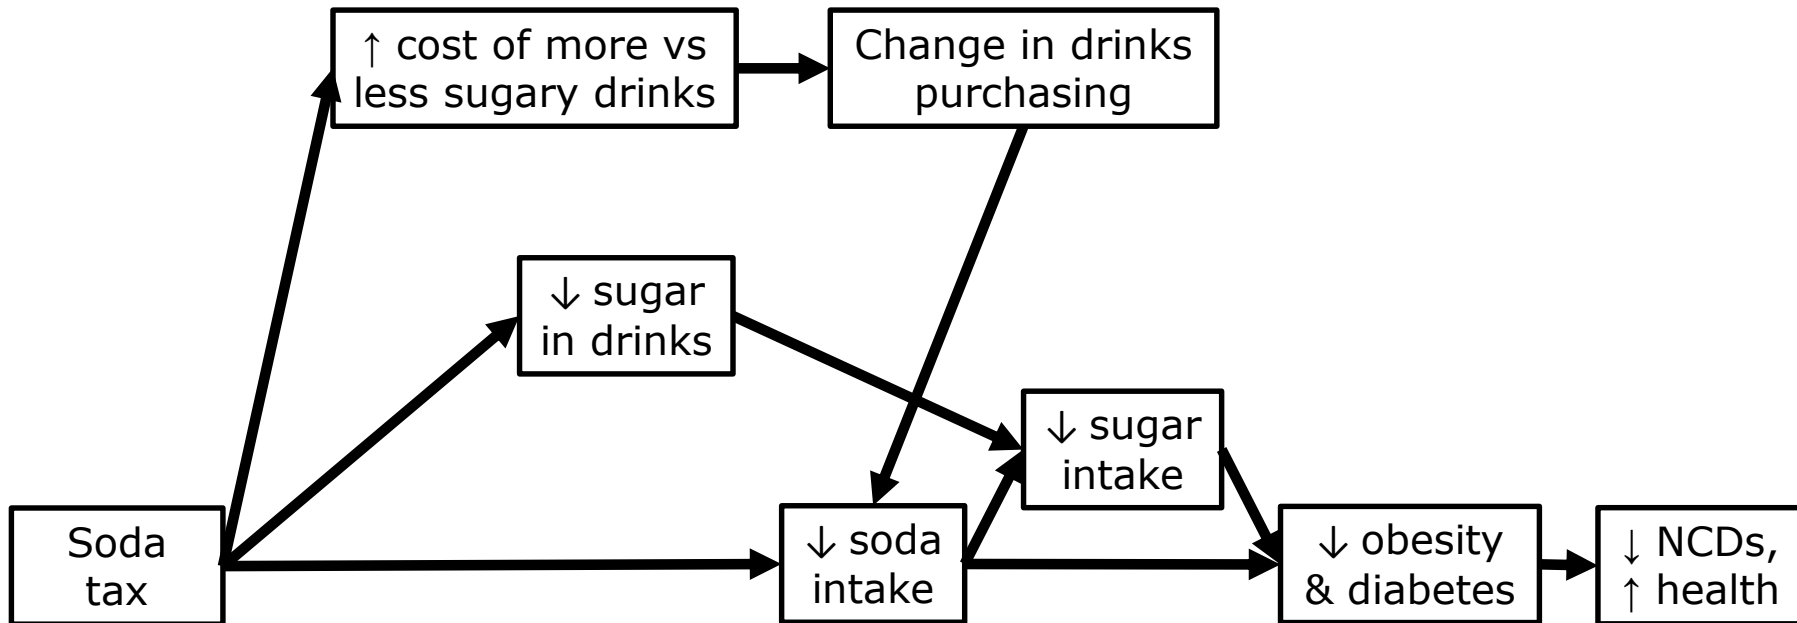 ↑ cost of more vs
less sugary drinks
Change in drinks
purchasing
↓ sugar
in drinks
↓ sugar
intake
Soda
tax
↓ soda
intake
↓ obesity
& diabetes
↓ NCDs,
↑ health